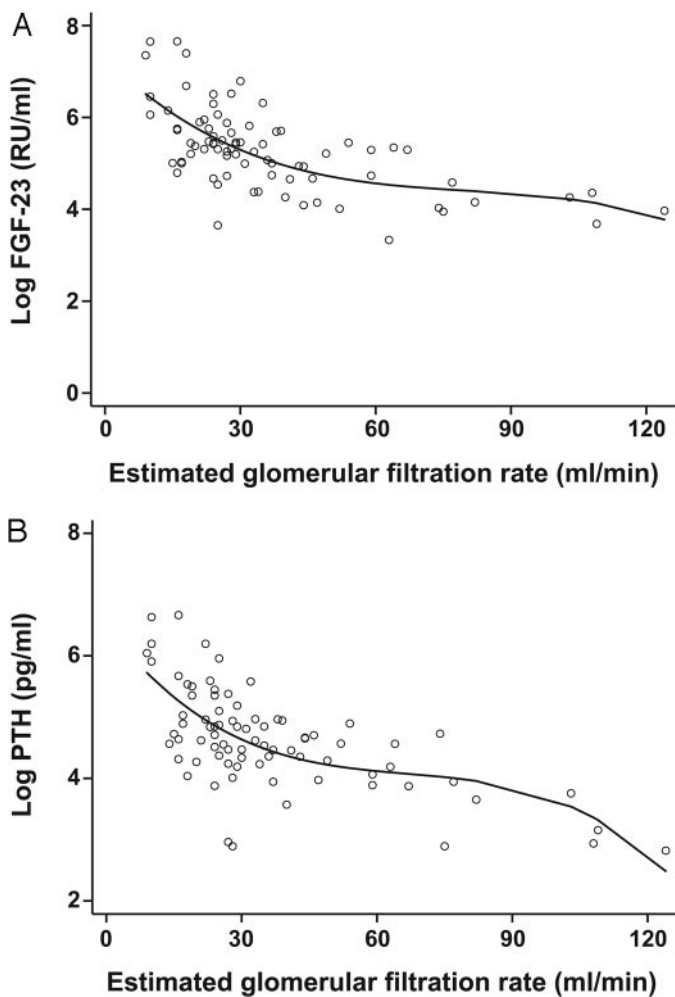 A
8
6
4
2
0
Log FGF-23 (RU/ml)
0 30 60 90 120
Estimated glomerular filtration rate (ml/min)
B
8
6
4
2
Log PTH (pg/ml)
0 30 60 90 120
Estimated glomerular filtration rate (ml/min)